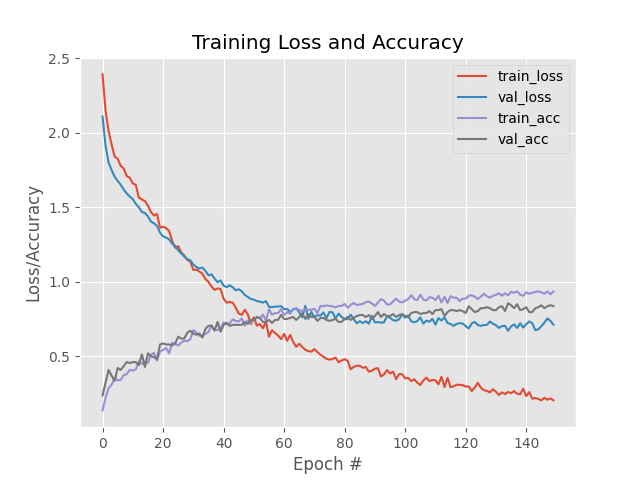 Training Loss and Accuracy
train_loss
val_loss
train_acc
val_acc
2.5
2.0
1.5
1.0
0.5
Loss/Accuracy
0 20 40 60 80 100 120 140
Epoch #